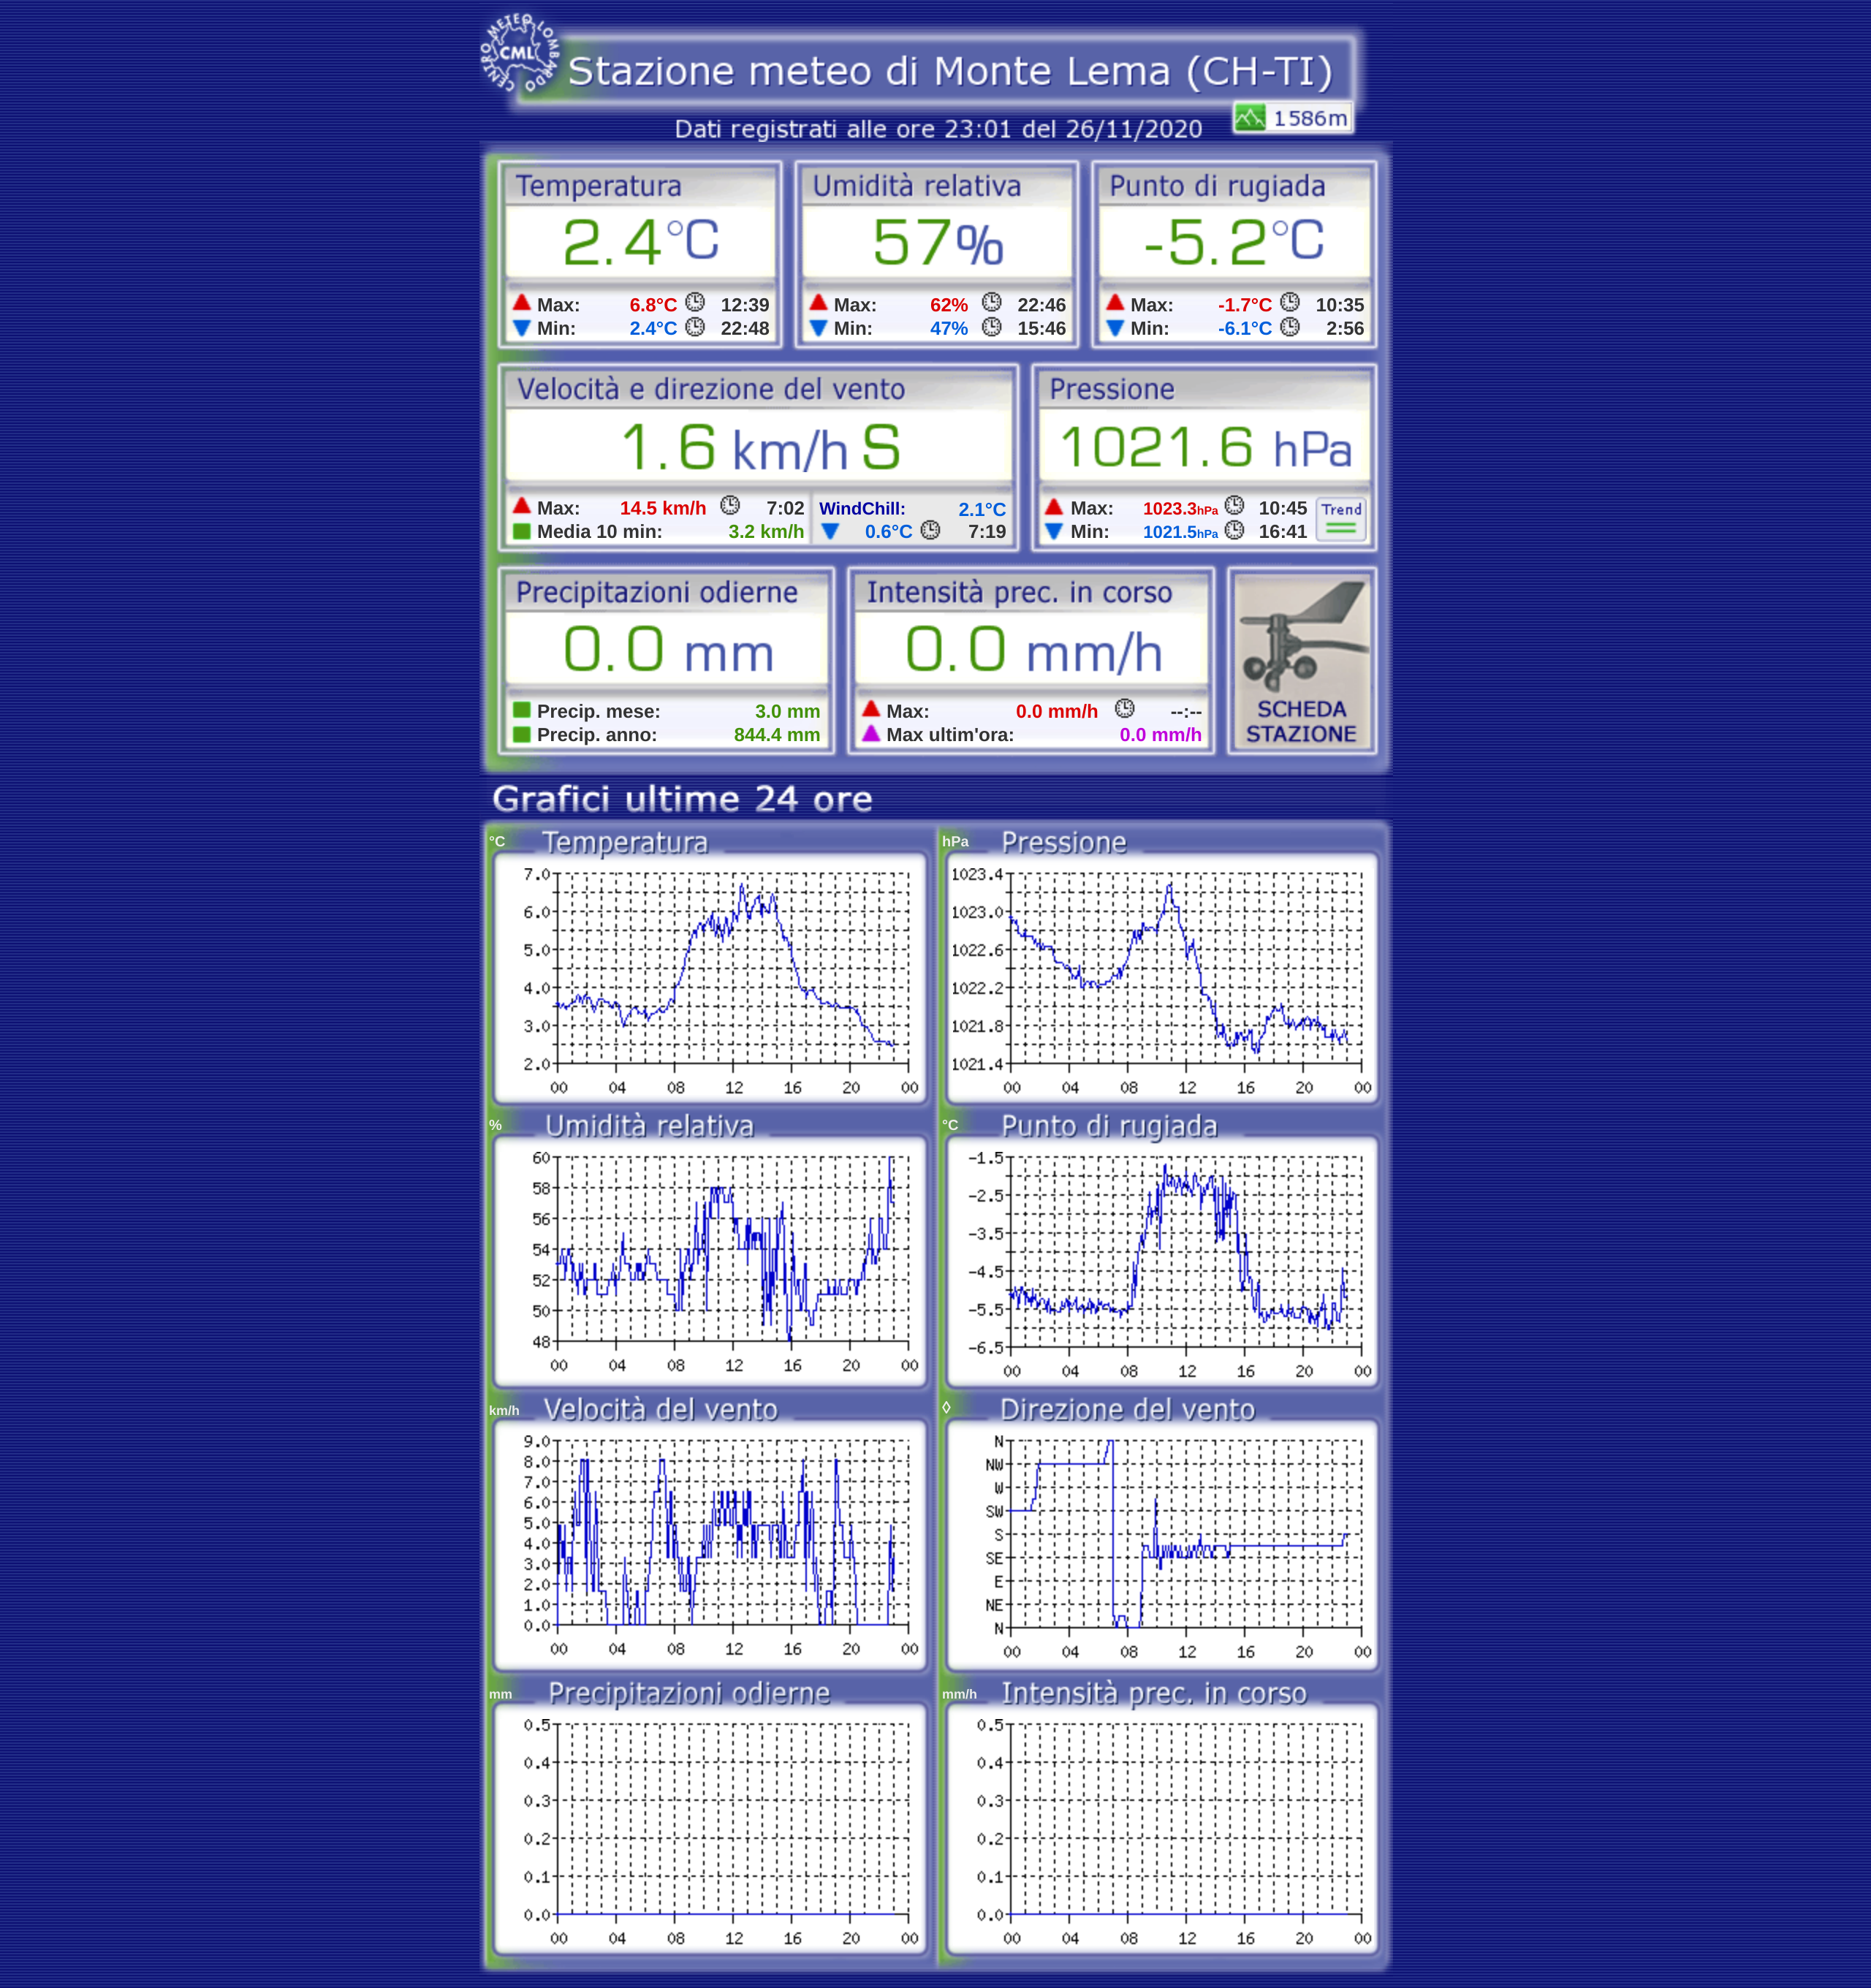 CENTRO METEO LOMBARDO
CML
Stazione meteo di Monte Lema (CH-TI)
1586m
Dati registrati alle ore 23:01 del 26/11/2020
Temperatura
2.4°C
Max: 6.8°C 12:39
Min: 2.4°C 22:48
Umidità relativa
57%
Max: 62% 22:46
Min: 47% 15:46
Punto di rugiada
-5.2°C
Max: -1.7°C 10:35
Min: -6.1°C 2:56
Velocità e direzione del vento
1.6 km/h S
Max: 14.5 km/h 7:02
Media 10 min: 3.2 km/h
WindChill: 2.1°C
0.6°C 7:19
Pressione
1021.6 hPa
Max: 1023.3hPa 10:45
Min: 1021.5hPa 16:41
Trend
Precipitazioni odierne
0.0 mm
Precip. mese: 3.0 mm
Precip. anno: 844.4 mm
Intensità prec. in corso
0.0 mm/h
Max: 0.0 mm/h --:--
Max ultim'ora: 0.0 mm/h
SCHEDA
STAZIONE
Grafici ultime 24 ore
°C Temperatura
7.0
6.0
5.0
4.0
3.0
2.0
00 04 08 12 16 20 00
hPa Pressione
1023.4
1023.0
1022.6
1022.2
1021.8
1021.4
00 04 08 12 16 20 00
% Umidità relativa
60
58
56
54
52
50
48
00 04 08 12 16 20 00
°C Punto di rugiada
-1.5
-2.5
-3.5
-4.5
-5.5
-6.5
00 04 08 12 16 20 00
km/h Velocità del vento
9.0
8.0
7.0
6.0
5.0
4.0
3.0
2.0
1.0
0.0
00 04 08 12 16 20 00
◊ Direzione del vento
N
NW
W
SW
S
SE
E
NE
N
00 04 08 12 16 20 00
mm Precipitazioni odierne
0.5
0.4
0.3
0.2
0.1
0.0
00 04 08 12 16 20 00
mm/h Intensità prec. in corso
0.5
0.4
0.3
0.2
0.1
0.0
00 04 08 12 16 20 00